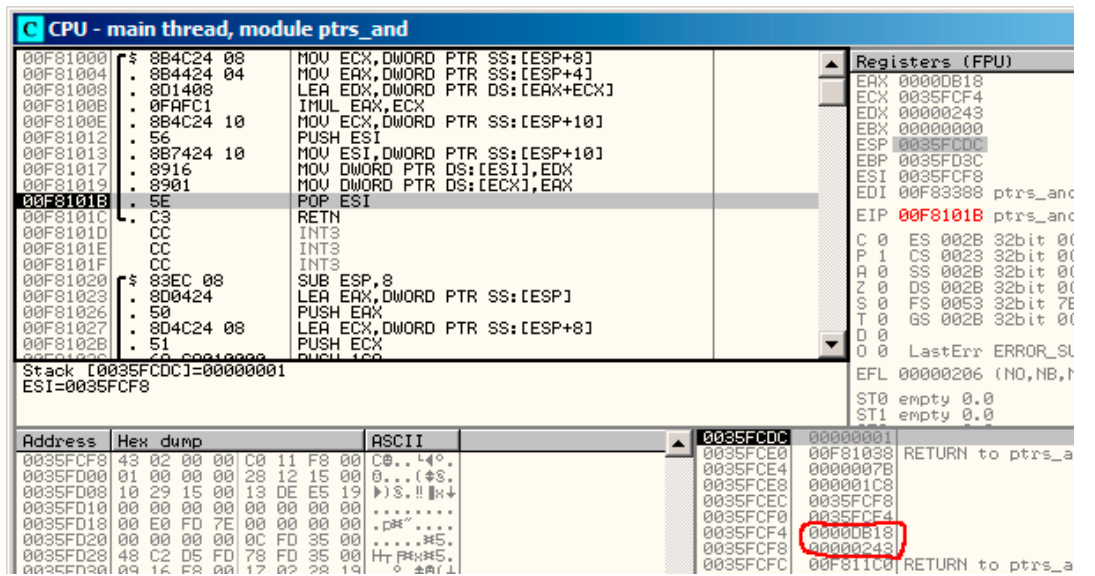 C CPU - main thread, module ptrs_and
00F81000 $ 8B4C24 08 MOV ECX,DWORD PTR SS:[ESP+8]
00F81004 . 8B4424 04 MOV EAX,DWORD PTR SS:[ESP+4]
00F81008 . 8D1408 LEA EDX,DWORD PTR DS:[EAX+ECX]
00F8100B . 0FAFC1 IMUL EAX,ECX
00F8100E . 8B4C24 10 MOV ECX,DWORD PTR SS:[ESP+10]
00F81012 . 56 PUSH ESI
00F81013 . 8B7424 10 MOV ESI,DWORD PTR SS:[ESP+10]
00F81017 . 8916 MOV DWORD PTR DS:[ESI],EDX
00F81019 . 8901 MOV DWORD PTR DS:[ECX],EAX
00F8101B . 5E POP ESI
00F8101C . C3 RETN
00F8101D CC INT3
00F8101E CC INT3
00F8101F CC INT3
00F81020 $ 83EC 08 SUB ESP,8
00F81023 . 8D0424 LEA EAX,DWORD PTR SS:[ESP]
00F81026 . 50 PUSH EAX
00F81027 . 8D4C24 08 LEA ECX,DWORD PTR SS:[ESP+8]
00F8102B . 51 PUSH ECX
Stack [0035FCDC]=00000001
ESI=0035FCF8
Registers (FPU)
EAX 0000DB18
ECX 0035FCF4
EDX 00000243
EBX 00000000
ESP 0035FCDC
EBP 0035FD3C
ESI 0035FCF8
EDI 00F83388 ptrs_and
EIP 00F8101B ptrs_and
C 0 ES 002B 32bit
P 1 CS 0023 32bit
A 0 SS 002B 32bit
Z 0 DS 002B 32bit
S 0 FS 0053 32bit
T 0 GS 002B 32bit
D 0
O 0 LastErr ERROR_SU
EFL 00000206 (NO,NB,
ST0 empty 0.0
ST1 empty 0.0
Address Hex dump ASCII
0035FCF8 43 02 00 00 C0 11 F8 00
0035FD00 01 00 00 00 28 12 15 00
0035FD08 10 29 15 00 13 DE E5 19
0035FD10 00 00 00 00 00 00 00 00 ........
0035FD18 00 E0 FD 7E 00 00 00 00
0035FD20 00 00 00 00 0C FD 35 00
0035FD28 48 C2 D5 FD 78 FD 35 00
0035FD30 09 16 F8 00 17 02 28 19
0035FCDC 00000001
0035FCE0 00F81038 RETURN to ptrs_a
0035FCE4 0000007B
0035FCE8 000001C8
0035FCEC 0035FCF8
0035FCF0 0035FCF4
0035FCF4 0000DB18
0035FCF8 00000243
0035FCFC 00F811C0 RETURN to ptrs_a